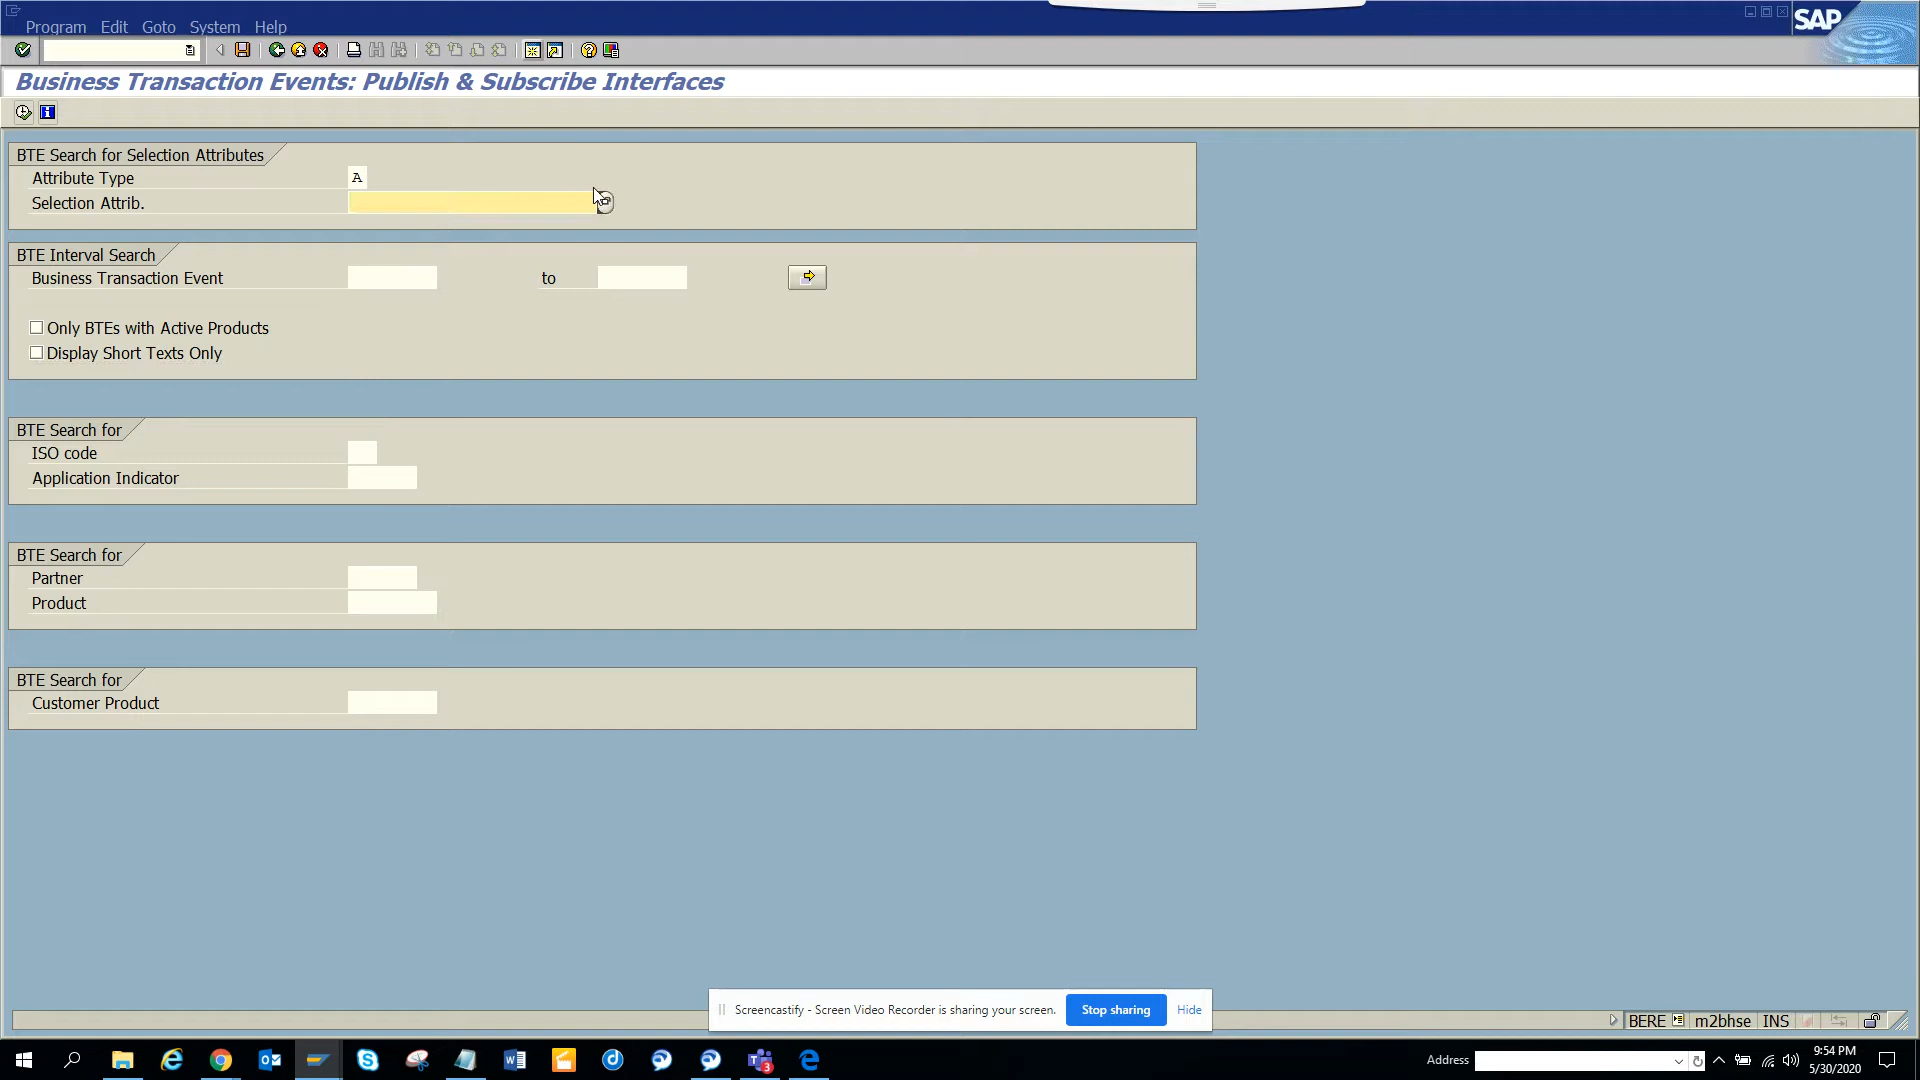 Program Edit Goto System Help
SAP
Business Transaction Events: Publish & Subscribe Interfaces
BTE Search for Selection Attributes
Attribute Type A
Selection Attrib.
BTE Interval Search
Business Transaction Event to
Only BTEs with Active Products
Display Short Texts Only
BTE Search for
ISO code
Application Indicator
BTE Search for
Partner
Product
BTE Search for
Customer Product
Screencastify - Screen Video Recorder is sharing your screen. Stop sharing Hide
BERE m2bhse INS
Address
3
9:54 PM
5/30/2020